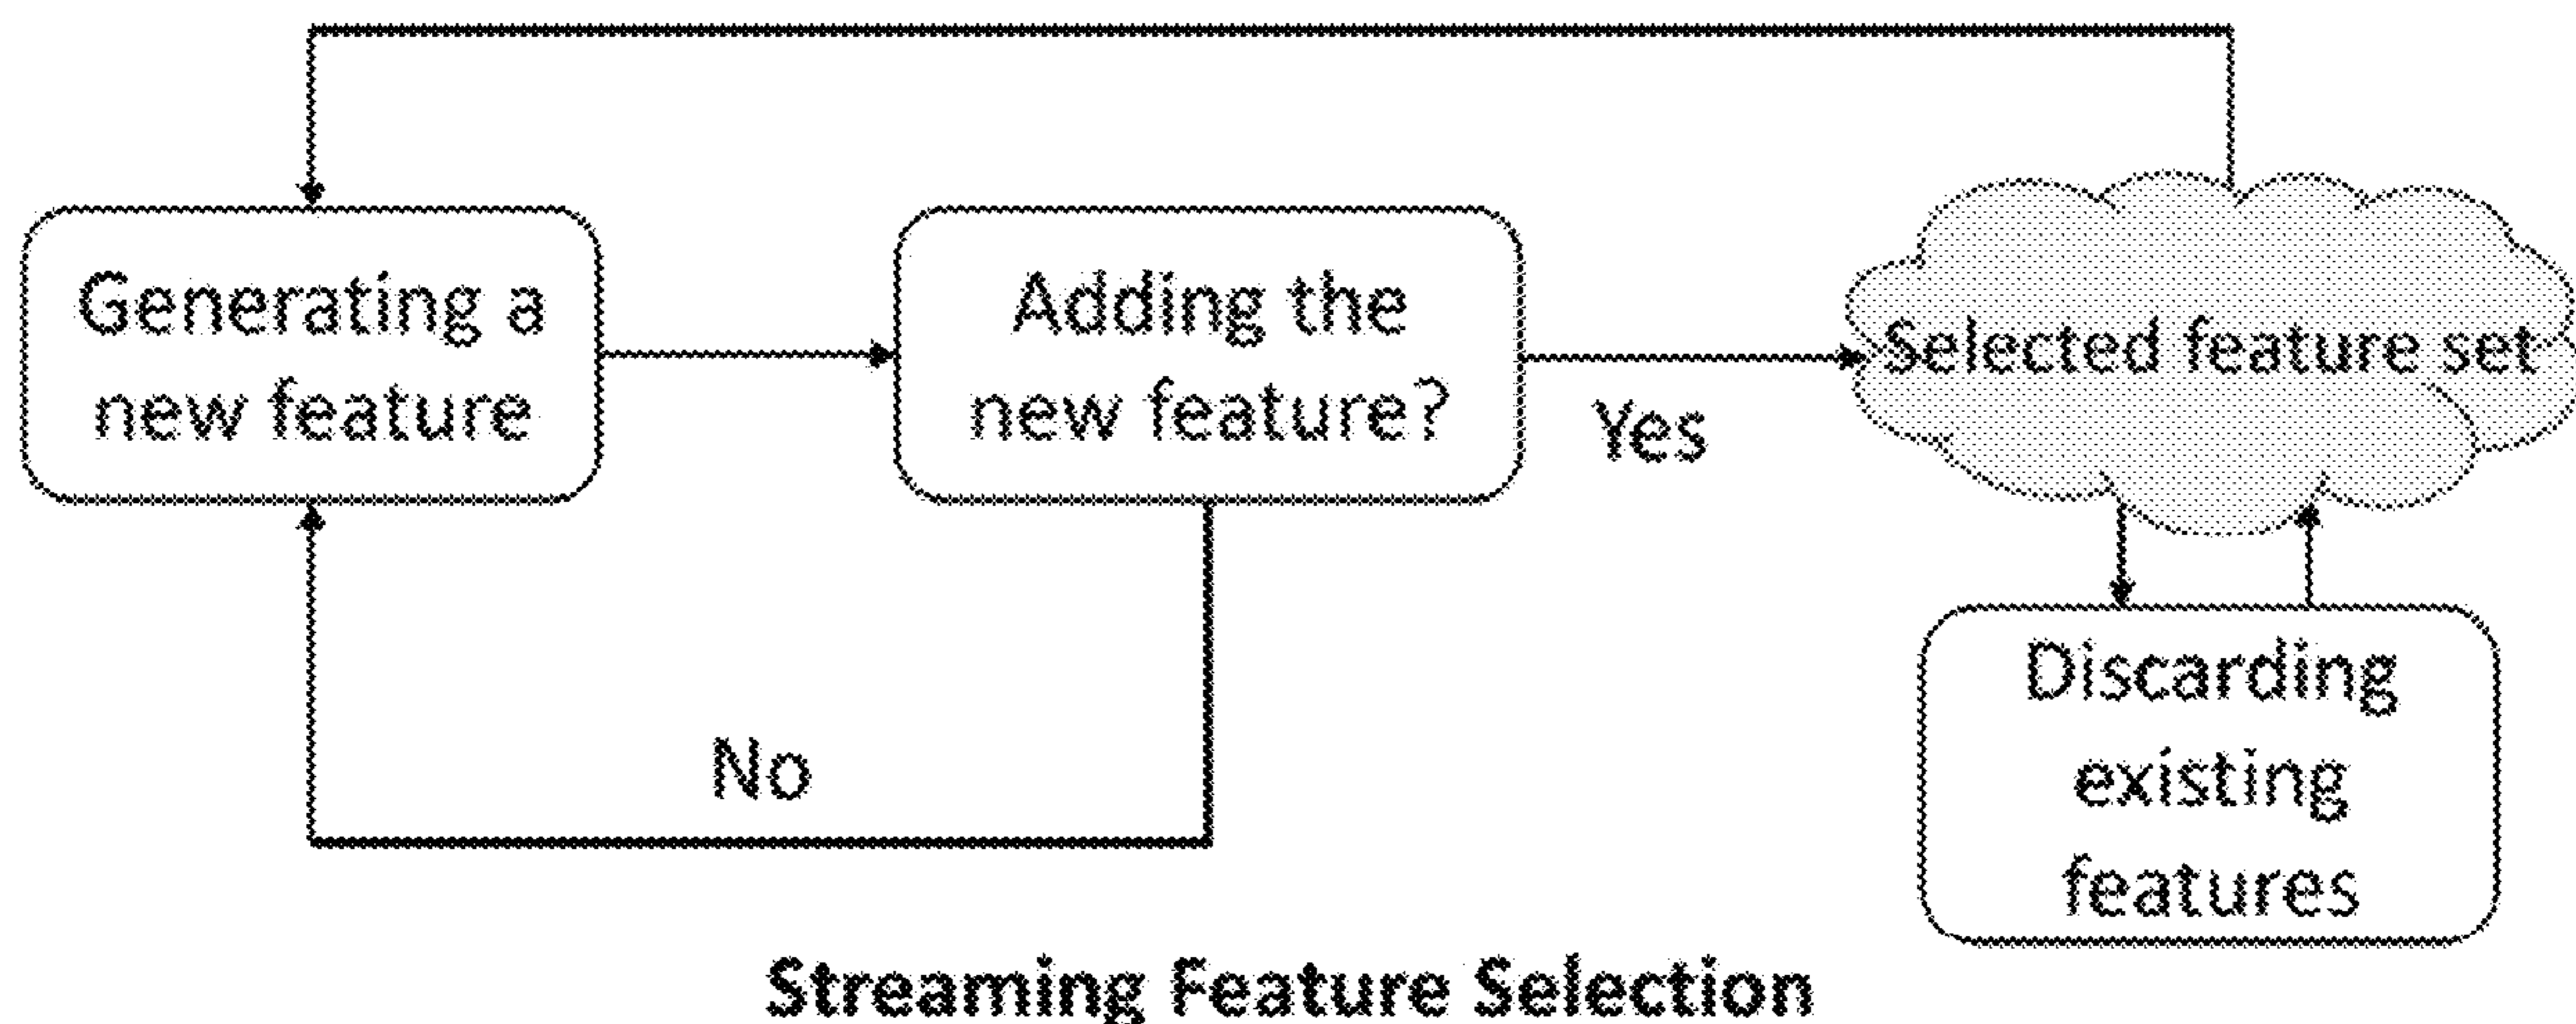 Generating a
new feature
Adding the
new feature?
Yes
Selected feature set
No
Discarding
existing
features
Streaming Feature Selection